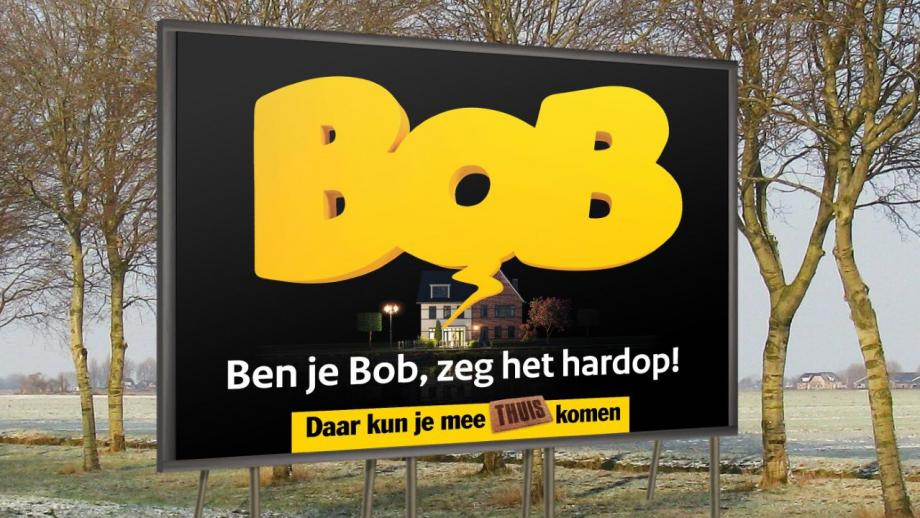 BOB
Ben je Bob, zeg het hardop!
Daar kun je mee THUIS komen